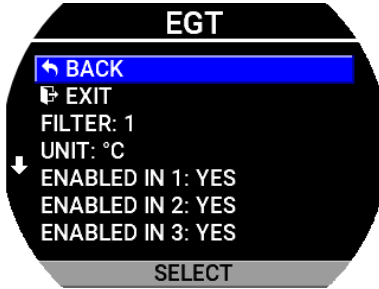 EGT
BACK
EXIT
FILTER: 1
UNIT: °C
ENABLED IN 1: YES
ENABLED IN 2: YES
ENABLED IN 3: YES
SELECT